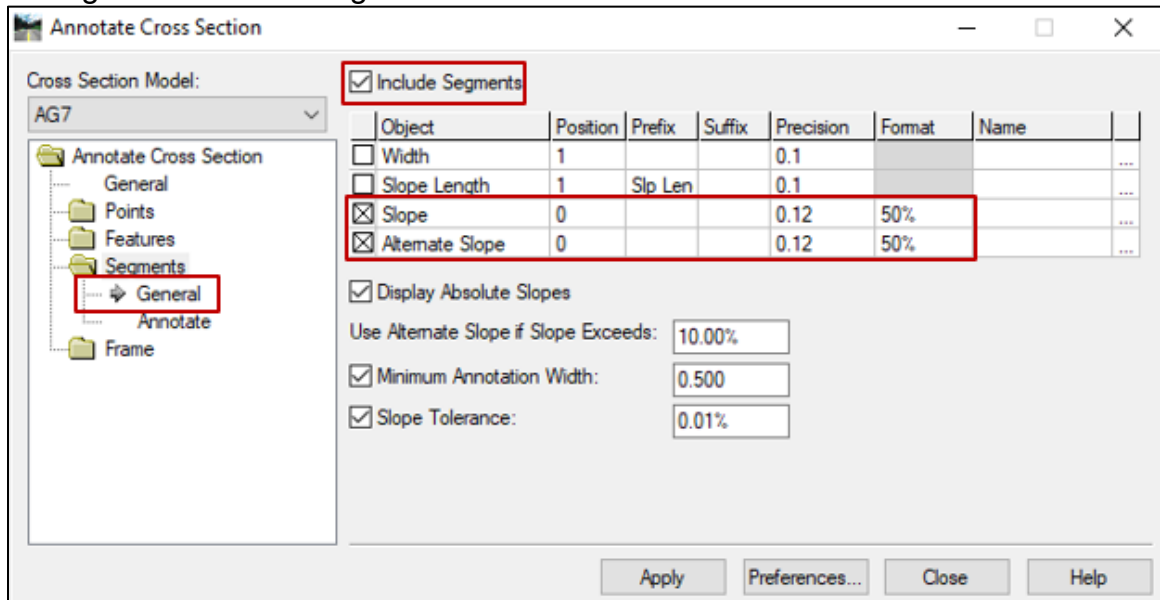 Annotate Cross Section
Cross Section Model:
AG7
Annotate Cross Section
General
Points
Features
Segments
General
Annotate
Frame
Include Segments
Object Position Prefix Suffix Precision Format Name
Width 1 0.1 ...
Slope Length 1 Slp Len 0.1 ...
Slope 0 0.12 50% ...
Alternate Slope 0 0.12 50% ...
Display Absolute Slopes
Use Alternate Slope if Slope Exceeds: 10.00%
Minimum Annotation Width: 0.500
Slope Tolerance: 0.01%
Apply Preferences... Close Help